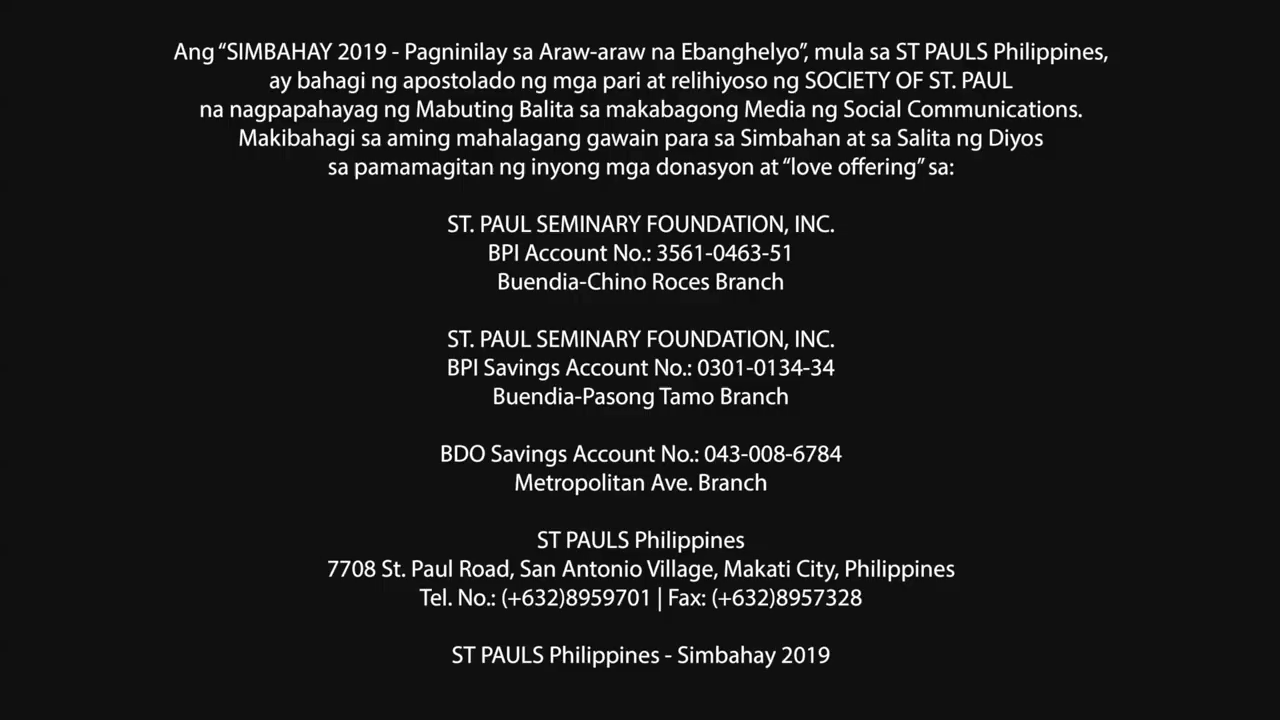 Ang “SIMBAHAY 2019 - Pagninilay sa Araw-araw na Ebanghelyo”, mula sa ST PAULS Philippines,
ay bahagi ng apostolado ng mga pari at relihiyoso ng SOCIETY OF ST. PAUL
na nagpapahayag ng Mabuting Balita sa makabagong Media ng Social Communications.
Makibahagi sa aming mahalagang gawain para sa Simbahan at sa Salita ng Diyos
sa pamamagitan ng inyong mga donasyon at “love offering” sa:
ST. PAUL SEMINARY FOUNDATION, INC.
BPI Account No.: 3561-0463-51
Buendia-Chino Roces Branch
ST. PAUL SEMINARY FOUNDATION, INC.
BPI Savings Account No.: 0301-0134-34
Buendia-Pasong Tamo Branch
BDO Savings Account No.: 043-008-6784
Metropolitan Ave. Branch
ST PAULS Philippines
7708 St. Paul Road, San Antonio Village, Makati City, Philippines
Tel. No.: (+632)8959701 | Fax: (+632)8957328
ST PAULS Philippines - Simbahay 2019